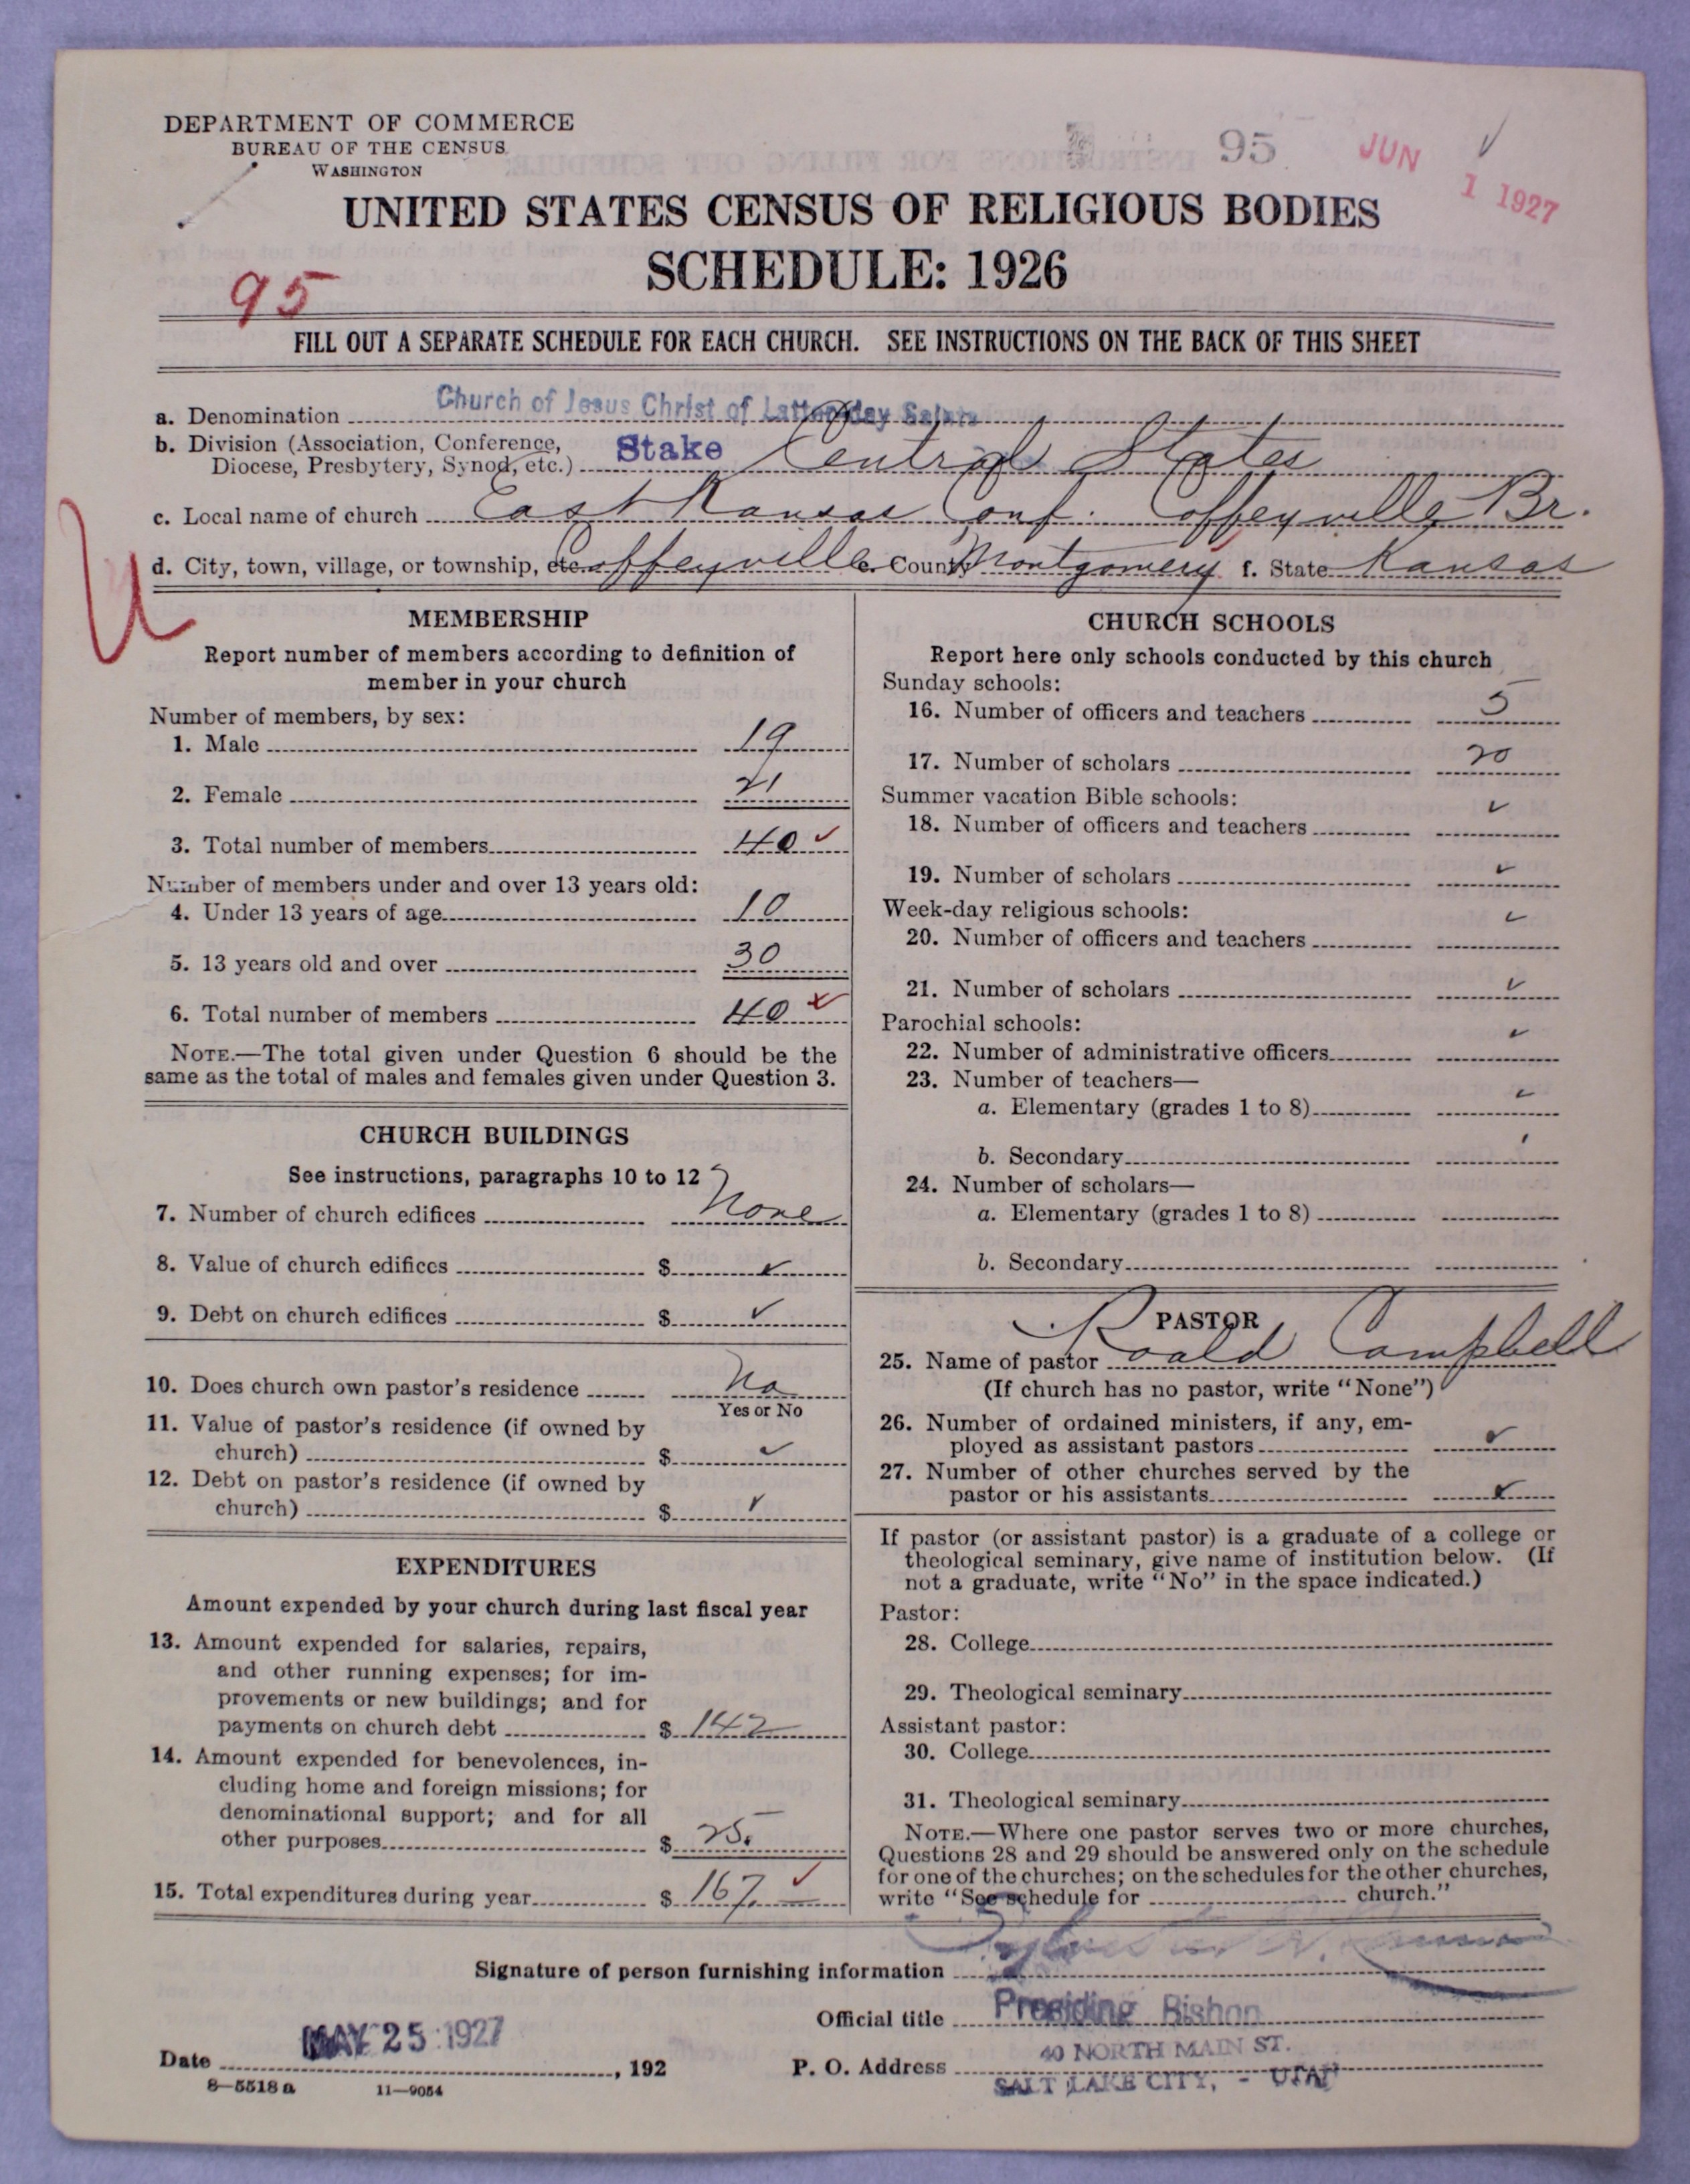 DEPARTMENT OF COMMERCE
BUREAU OF THE CENSUS
WASHINGTON
95
JUN 1 1927
UNITED STATES CENSUS OF RELIGIOUS BODIES
SCHEDULE: 1926
95
FILL OUT A SEPARATE SCHEDULE FOR EACH CHURCH. SEE INSTRUCTIONS ON THE BACK OF THIS SHEET
a. Denomination Church of Jesus Christ of Latter-day Saints
b. Division (Association, Conference,
Diocese, Presbytery, Synod, etc.) Stake Central States
c. Local name of church East Kansas Conf. Coffeyville Br.
d. City, town, village, or township, etc. Coffeyville e. County Montgomery f. State Kansas
U
MEMBERSHIP
Report number of members according to definition of
member in your church
Number of members, by sex:
1. Male 19
2. Female 21
3. Total number of members 40 ✓
Number of members under and over 13 years old:
4. Under 13 years of age 10
5. 13 years old and over 30
6. Total number of members 40 ✓
NOTE.—The total given under Question 6 should be the
same as the total of males and females given under Question 3.
CHURCH BUILDINGS
See instructions, paragraphs 10 to 12
7. Number of church edifices None
8. Value of church edifices $ ✓
9. Debt on church edifices $ ✓
10. Does church own pastor's residence No
Yes or No
11. Value of pastor's residence (if owned by
church) $ ✓
12. Debt on pastor's residence (if owned by
church) $ ✓
EXPENDITURES
Amount expended by your church during last fiscal year
13. Amount expended for salaries, repairs,
and other running expenses; for im-
provements or new buildings; and for
payments on church debt $ 142
14. Amount expended for benevolences, in-
cluding home and foreign missions; for
denominational support; and for all
other purposes $ 25.
15. Total expenditures during year $ 167. ✓
CHURCH SCHOOLS
Report here only schools conducted by this church
Sunday schools:
16. Number of officers and teachers 5
17. Number of scholars 20
Summer vacation Bible schools:
18. Number of officers and teachers ✓
19. Number of scholars ✓
Week-day religious schools:
20. Number of officers and teachers ✓
21. Number of scholars ✓
Parochial schools:
22. Number of administrative officers ✓
23. Number of teachers—
a. Elementary (grades 1 to 8) ✓
b. Secondary
24. Number of scholars—
a. Elementary (grades 1 to 8)
b. Secondary
PASTOR
25. Name of pastor Roald Campbell
(If church has no pastor, write "None")
26. Number of ordained ministers, if any, em-
ployed as assistant pastors ✓
27. Number of other churches served by the
pastor or his assistants ✓
If pastor (or assistant pastor) is a graduate of a college or
theological seminary, give name of institution below. (If
not a graduate, write "No" in the space indicated.)
Pastor:
28. College
29. Theological seminary
Assistant pastor:
30. College
31. Theological seminary
NOTE.—Where one pastor serves two or more churches,
Questions 28 and 29 should be answered only on the schedule
for one of the churches; on the schedules for the other churches,
write "See schedule for church."
Signature of person furnishing information
Official title Presiding Bishop
Date MAY 25 1927 , 192
P. O. Address 40 NORTH MAIN ST.
SALT LAKE CITY, - UTAH
8—5518 a 11—9054